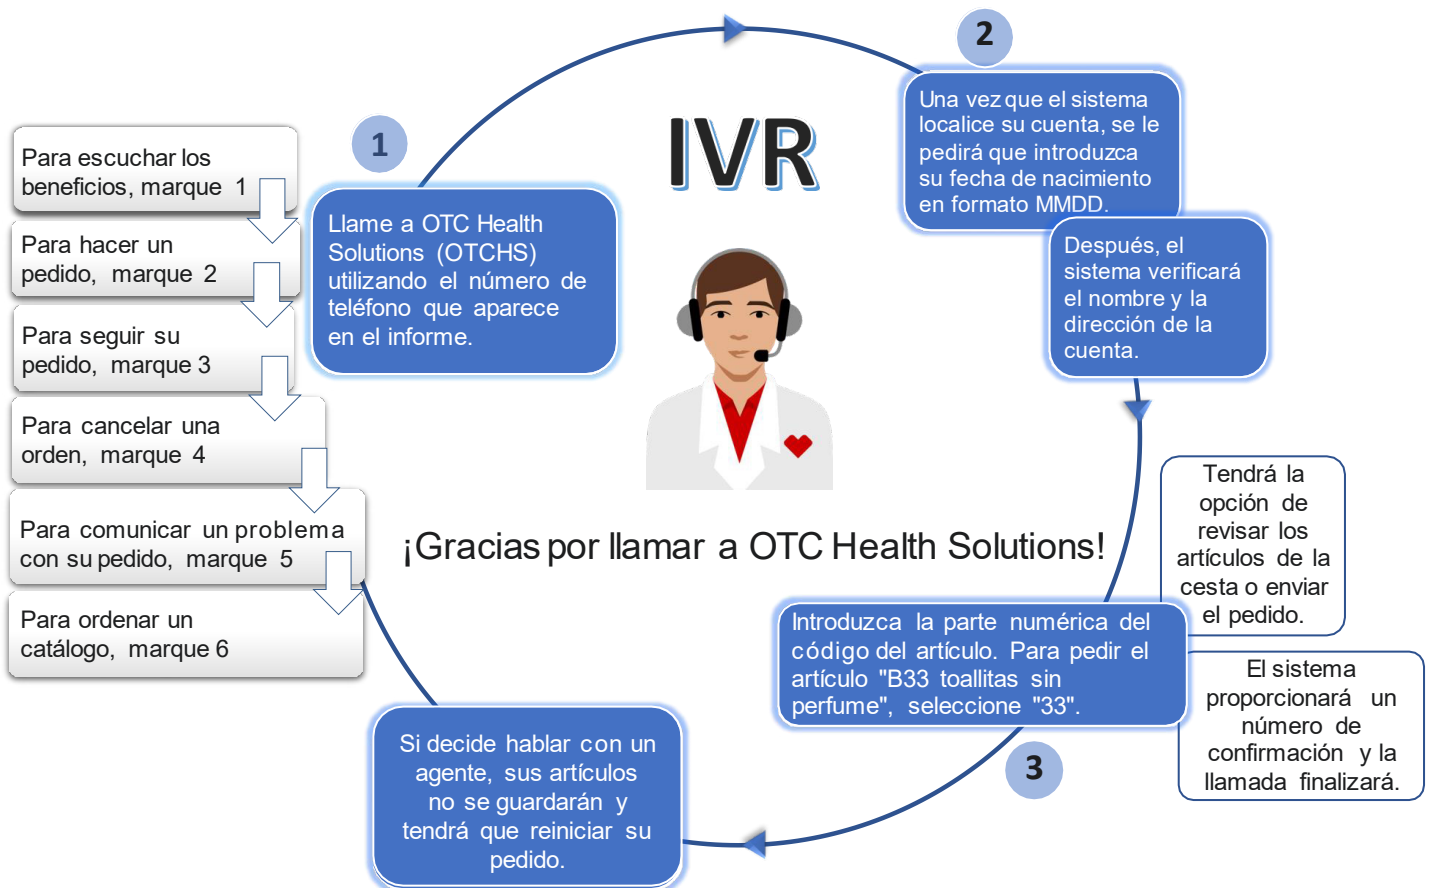 IVR
1
Llame a OTC Health
Solutions (OTCHS)
utilizando el número de
teléfono que aparece
en el informe.
Para escuchar los
beneficios, marque 1
Para hacer un
pedido, marque 2
Para seguir su
pedido, marque 3
Para cancelar una
orden, marque 4
Para comunicar un problema
con su pedido, marque 5
Para ordenar un
catálogo, marque 6
2
Una vez que el sistema
localice su cuenta, se le
pedirá que introduzca
su fecha de nacimiento
en formato MMDD.
Después, el
sistema verificará
el nombre y la
dirección de la
cuenta.
¡Gracias por llamar a OTC Health Solutions!
3
Introduzca la parte numérica del
código del artículo. Para pedir el
artículo "B33 toallitas sin
perfume", seleccione "33".
Tendrá la
opción de
revisar los
artículos de la
cesta o enviar
el pedido.
El sistema
proporcionará un
número de
confirmación y la
llamada finalizará.
Si decide hablar con un
agente, sus artículos
no se guardarán y
tendrá que reiniciar su
pedido.